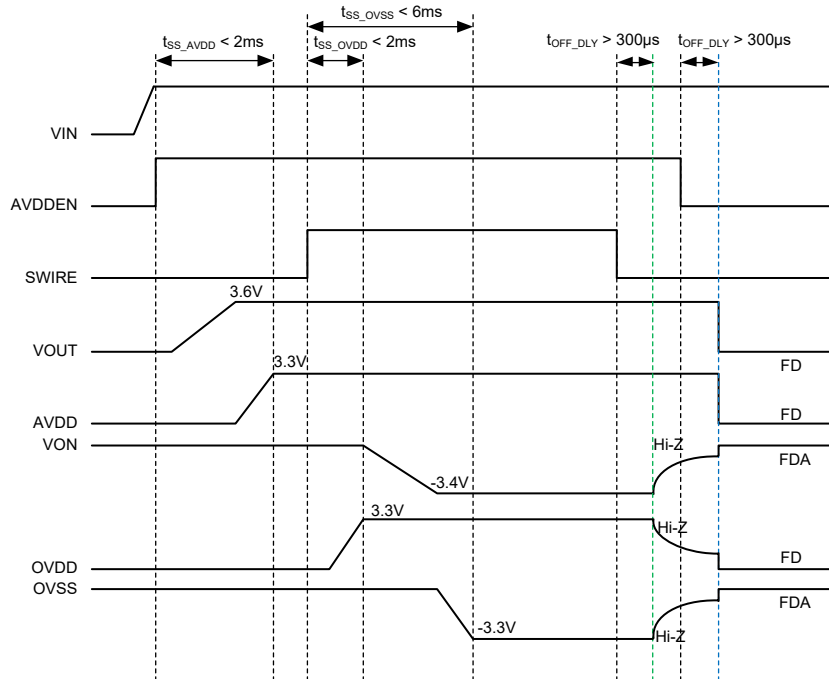 tSS_OVSS < 6ms
tSS_AVDD < 2ms
tSS_OVDD < 2ms
tOFF_DLY > 300µs
tOFF_DLY > 300µs
VIN
AVDDEN
SWIRE
3.6V
VOUT
FD
3.3V
AVDD
FD
VON
Hi-Z
FDA
-3.4V
3.3V
Hi-Z
OVDD
FD
OVSS
FDA
-3.3V
Hi-Z